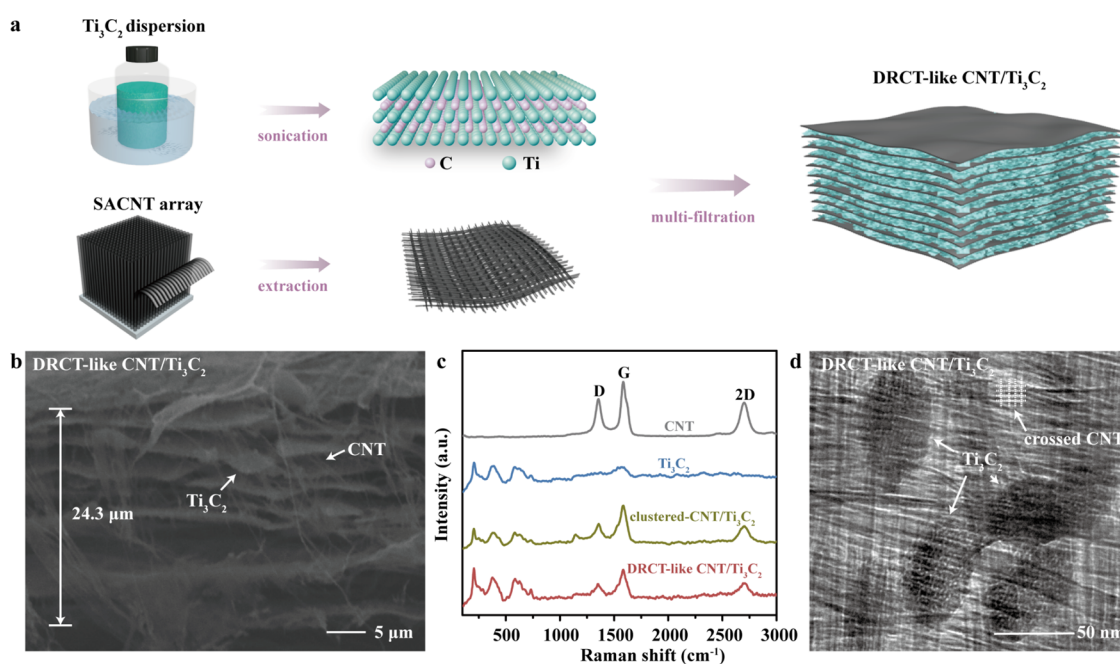 a
Ti₃C₂ dispersion
sonication
C
Ti
SACNT array
extraction
multi-filtration
DRCT-like CNT/Ti₃C₂
b
DRCT-like CNT/Ti₃C₂
24.3 μm
CNT
Ti₃C₂
5 μm
c
Intensity (a.u.)
D
G
2D
CNT
Ti₃C₂
clustered-CNT/Ti₃C₂
DRCT-like CNT/Ti₃C₂
500 1000 1500 2000 2500 3000
Raman shift (cm⁻¹)
d
DRCT-like CNT/Ti₃C₂
crossed CNT
Ti₃C₂
50 nm